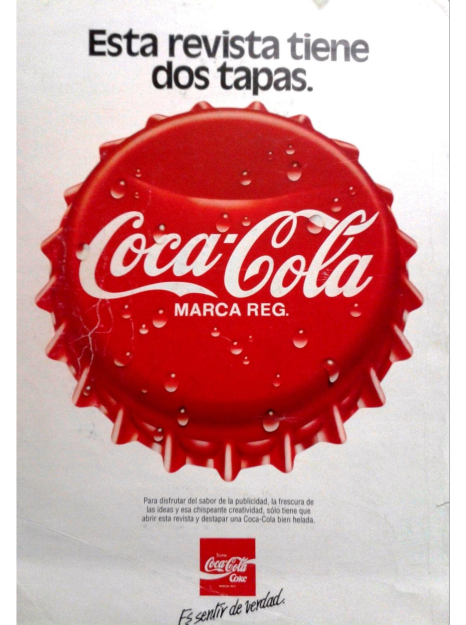 Esta revista tiene
dos tapas.
Coca-Cola
MARCA REG.
Para disfrutar del sabor de la publicidad, la frescura de
las ideas y esa chispeante creatividad, sólo tiene que
abrir esta revista y destapar una Coca-Cola bien helada.
Coca-Cola
Coke
Es sentir de verdad.